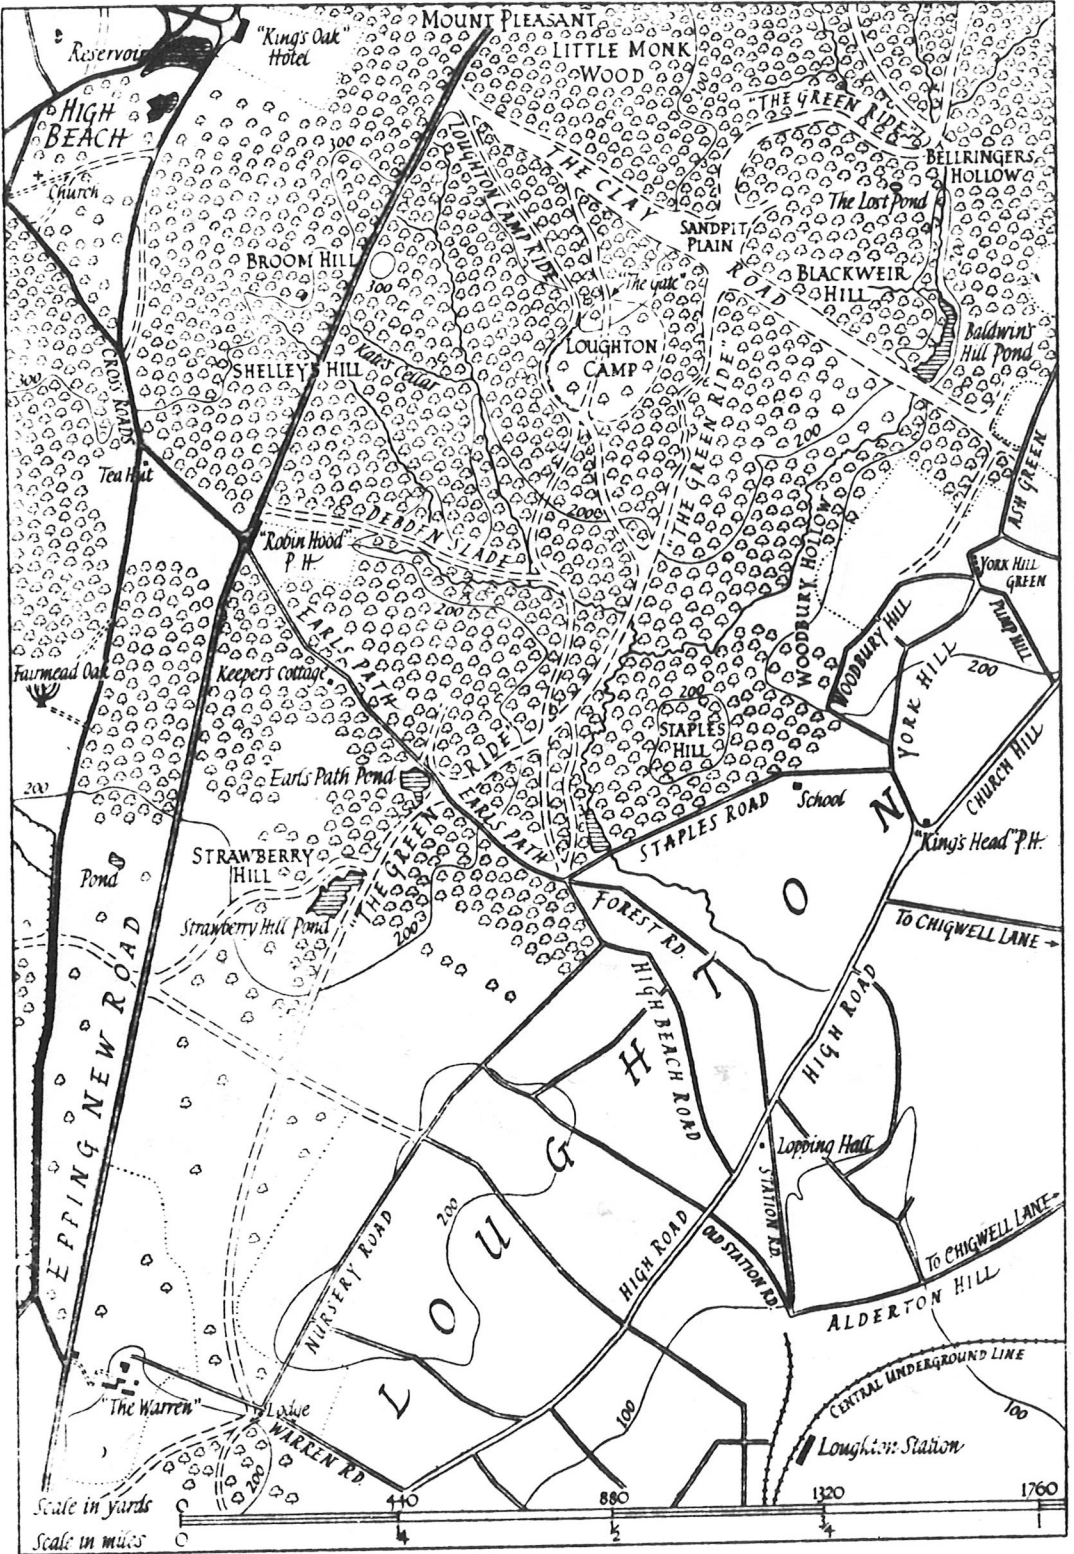 MOUNT PLEASANT
"King's Oak"
Hotel
Reservoir
LITTLE MONK
WOOD
HIGH
BEACH
"THE GREEN RIDE"
LOUGHTON CAMP RIDE
THE CLAY ROAD
BELLRINGERS
HOLLOW
Church
The Lost Pond
300
SANDPIT
PLAIN
BROOM HILL
300
"The Gate"
BLACKWEIR
HILL
Baldwin's
Hill Pond
LOUGHTON
CAMP
SHELLEY'S HILL
Kate's Cellar
300
CROSS ROADS
"THE GREEN RIDE"
200
ASH GREEN
Tea Hut
2000
DEBDEN SLADE
"Robin Hood"
P.H
WOODBURY HOLLOW
YORK HILL
GREEN
200
EARLS PATH
WOODBURY HILL
PUMP HILL
Fairmead Oak
Keeper's Cottage
200
YORK HILL
200
STAPLES
HILL
CHURCH HILL
Earl's Path Pond
THE GREEN RIDE
EARLS PATH
200
School
STAPLES ROAD
"King's Head" P.H.
STRAWBERRY
HILL
Pond
Strawberry Hill Pond
200
FOREST RD.
TO CHIGWELL LANE
HIGH BEACH ROAD
HIGH ROAD
EPPING NEW ROAD
LOUGHTON
Lopping Hall
STATION RD.
200
NURSERY ROAD
HIGH ROAD
OLD STATION RD.
TO CHIGWELL LANE
ALDERTON HILL
CENTRAL UNDERGROUND LINE
"The Warren"
Lodge
WARREN RD.
200
100
100
Loughton Station
Scale in yards 0 440 880 1320 1760
Scale in miles 0 ¼ ½ ¾ 1